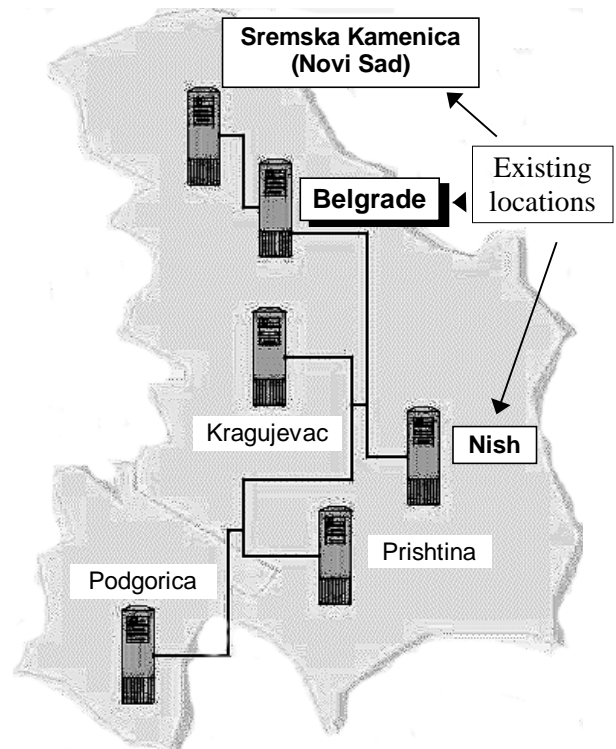 Sremska Kamenica
(Novi Sad)
Existing
locations
Belgrade
Kragujevac
Nish
Prishtina
Podgorica